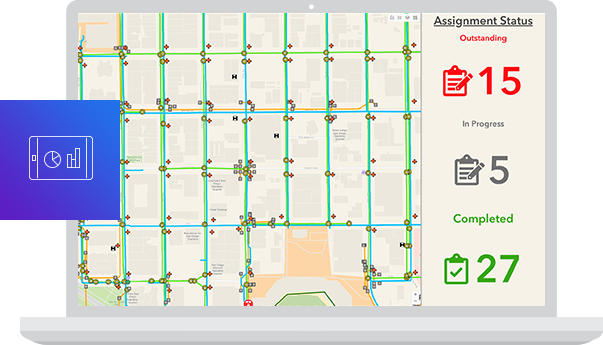 Assignment Status
Outstanding
15
In Progress
5
Completed
27
H
H
H
H
H